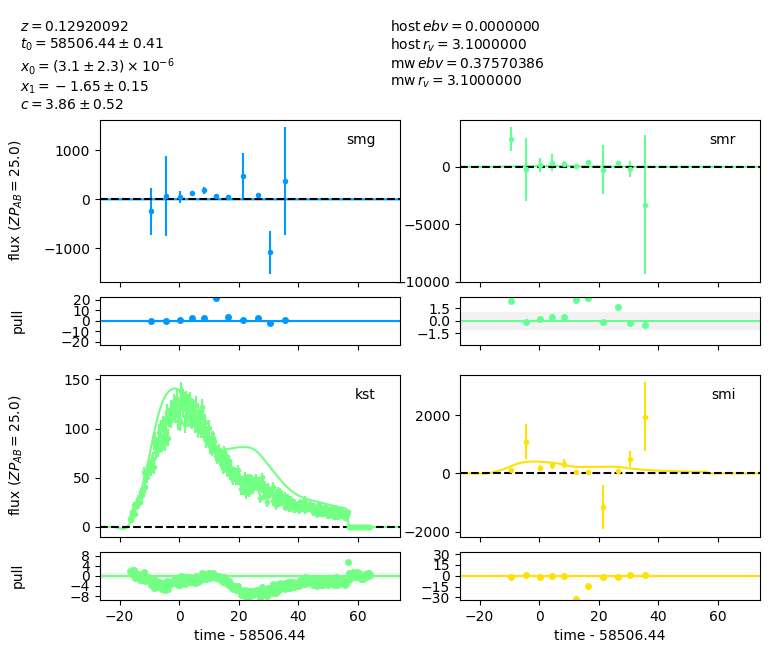 z = 0.12920092
t₀ = 58506.44 ± 0.41
x₀ = (3.1 ± 2.3) × 10⁻⁶
x₁ = −1.65 ± 0.15
c = 3.86 ± 0.52
host ebv = 0.0000000
host r_v = 3.1000000
mw ebv = 0.37570386
mw r_v = 3.1000000
flux (ZP_AB = 25.0)
1000
0
−1000
smg
0
−5000
−10000
smr
pull
20
10
0
−10
−20
1.5
0.0
−1.5
flux (ZP_AB = 25.0)
150
100
50
0
kst
2000
0
−2000
smi
pull
8
4
0
−4
−8
30
15
0
−15
−30
−20 0 20 40 60
−20 0 20 40 60
time - 58506.44
time - 58506.44